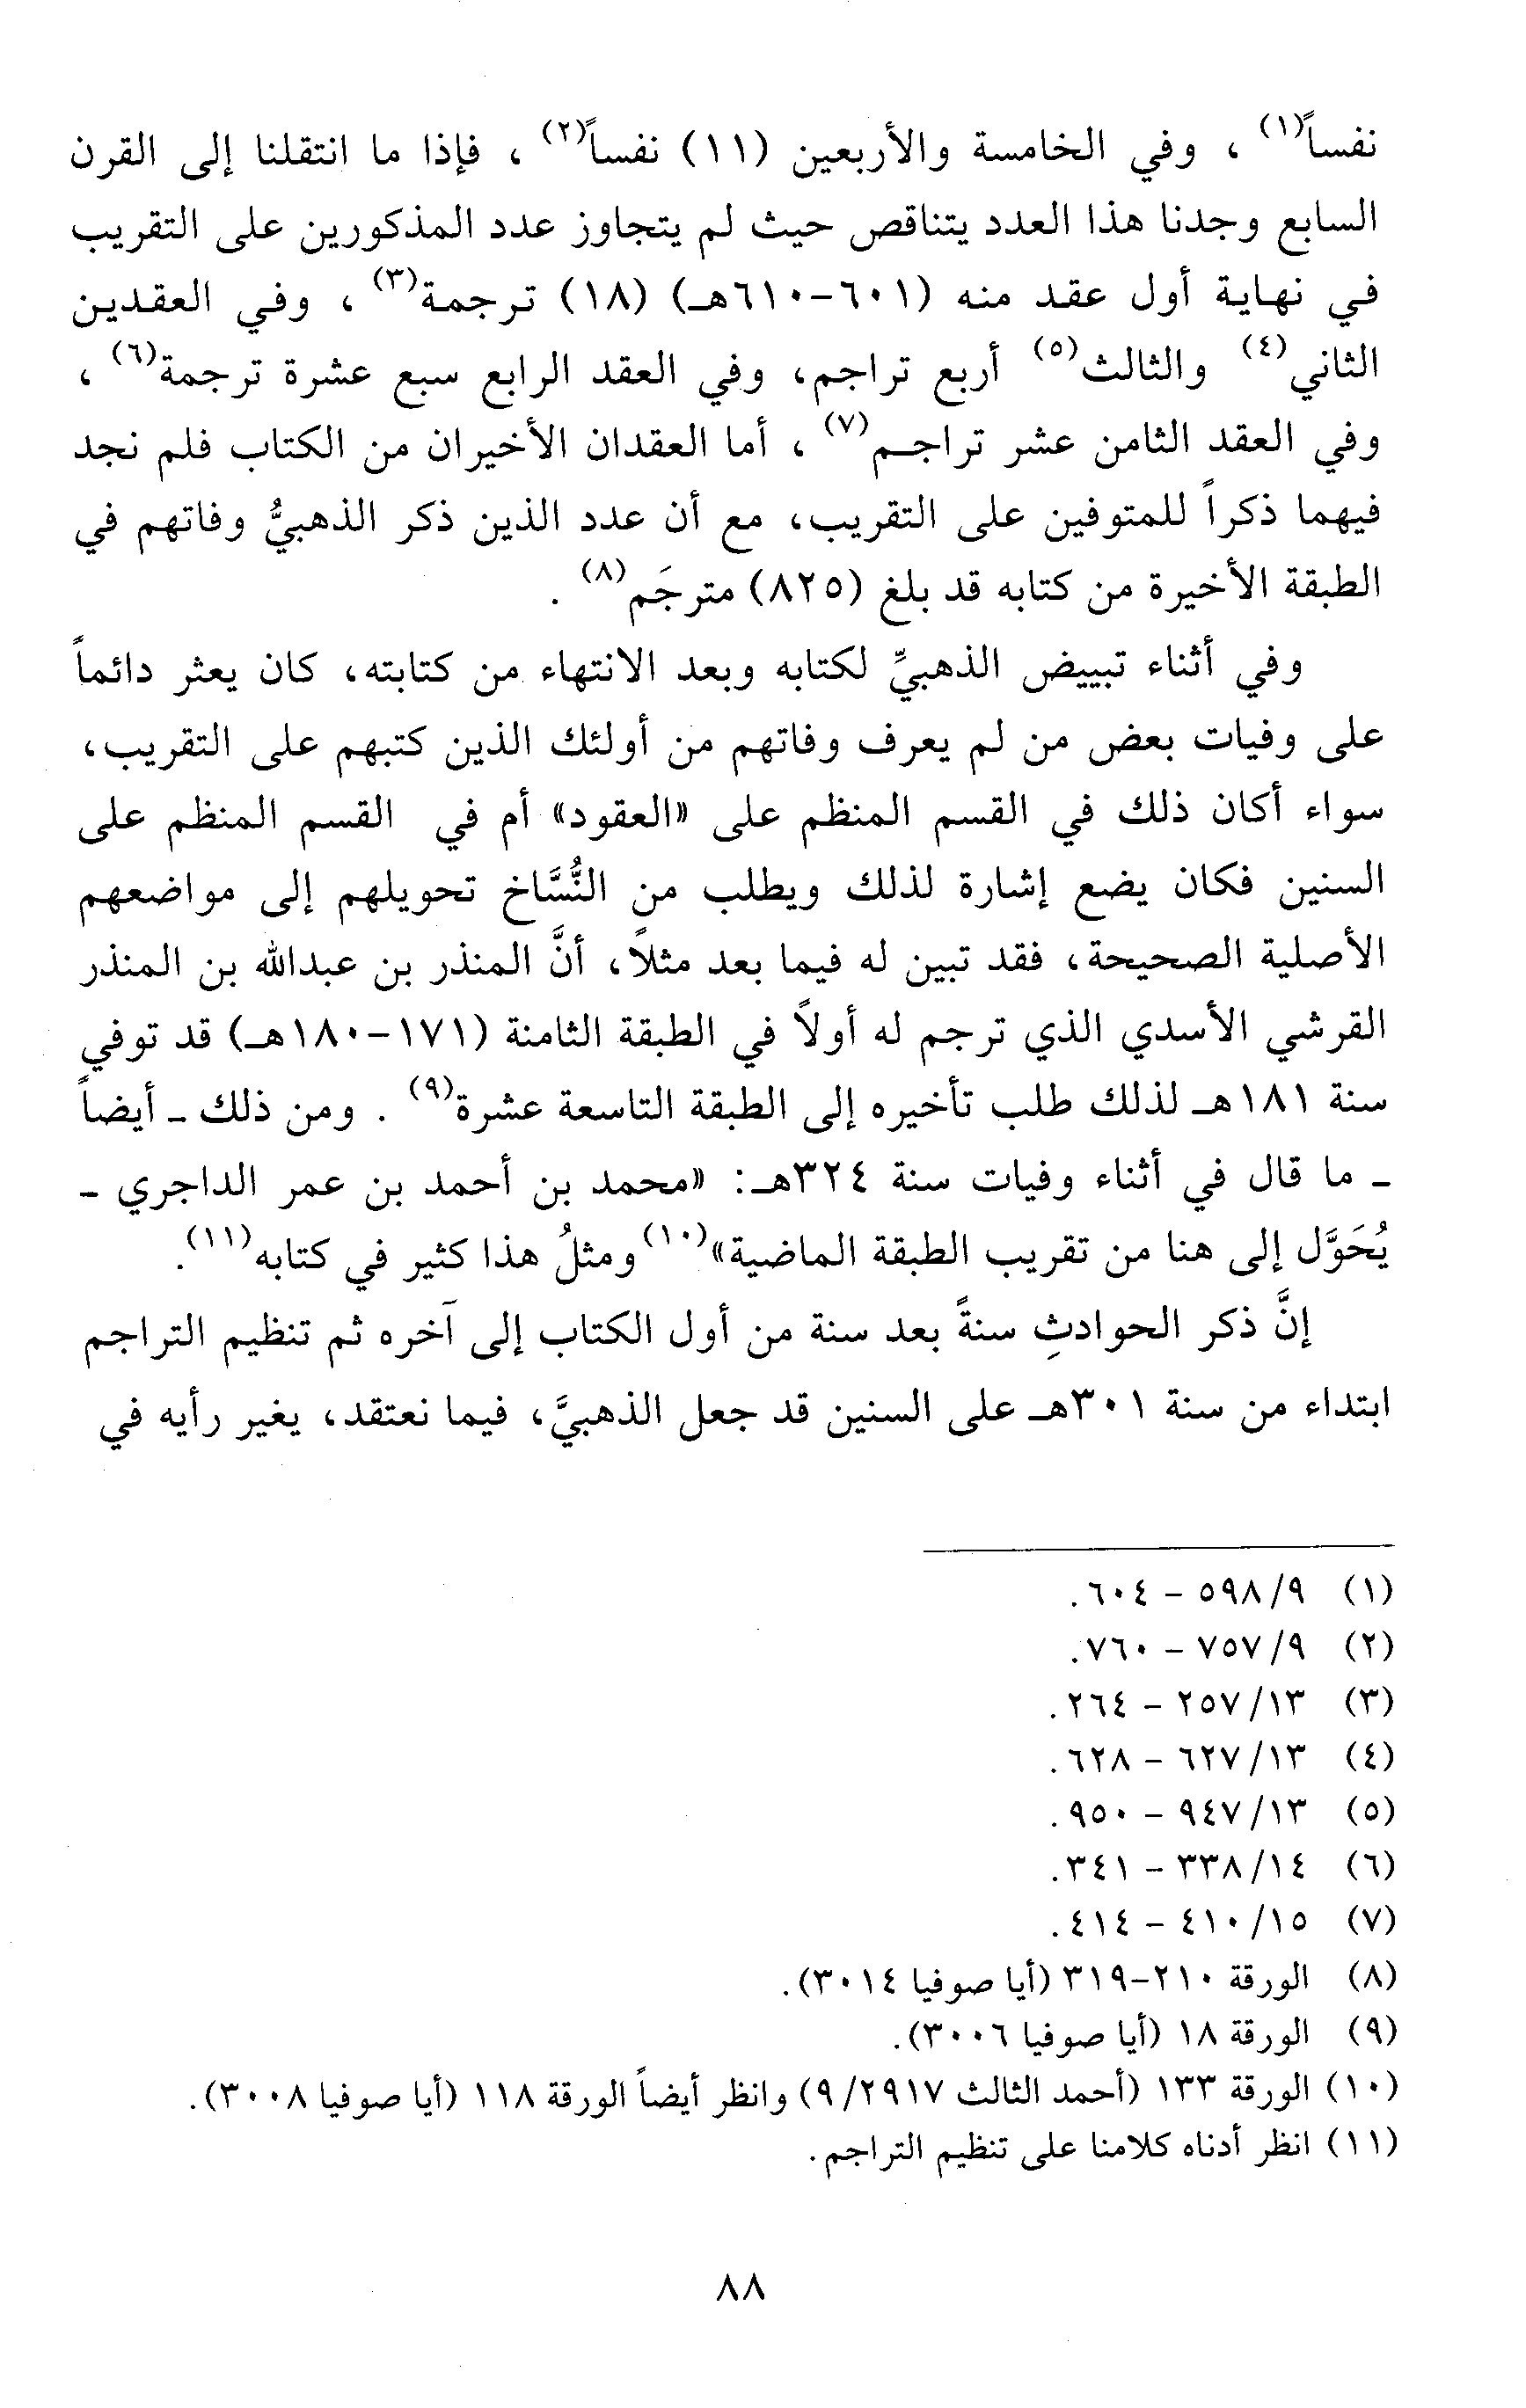 نفساً(١) ، وفي الخامسة والأربعين (١١) نفساً(٢) ، فإذا ما انتقلنا إلى القرن
السابع وجدنا هذا العدد يتناقص حيث لم يتجاوز عدد المذكورين على التقريب
في نهاية أول عقد منه (٦٠١-٦١٠هـ) (١٨) ترجمة(٣) ، وفي العقدين
الثاني(٤) والثالث(٥) أربع تراجم، وفي العقد الرابع سبع عشرة ترجمة(٦) ،
وفي العقد الثامن عشر تراجم(٧) ، أما العقدان الأخيران من الكتاب فلم نجد
فيهما ذكراً للمتوفين على التقريب، مع أن عدد الذين ذكر الذهبيُّ وفاتهم في
الطبقة الأخيرة من كتابه قد بلغ (٨٢٥) مترجَم(٨) .
وفي أثناء تبييض الذهبيِّ لكتابه وبعد الانتهاء من كتابته، كان يعثر دائماً
على وفيات بعض من لم يعرف وفاتهم من أولئك الذين كتبهم على التقريب،
سواء أكان ذلك في القسم المنظم على «العقود» أم في القسم المنظم على
السنين فكان يضع إشارة لذلك ويطلب من النُّسَّاخ تحويلهم إلى مواضعهم
الأصلية الصحيحة، فقد تبين له فيما بعد مثلاً، أنَّ المنذر بن عبدالله بن المنذر
القرشي الأسدي الذي ترجم له أولاً في الطبقة الثامنة (١٧١-١٨٠هـ) قد توفي
سنة ١٨١هـ لذلك طلب تأخيره إلى الطبقة التاسعة عشرة(٩) . ومن ذلك - أيضاً
- ما قال في أثناء وفيات سنة ٣٢٤هـ: «محمد بن أحمد بن عمر الداجري -
يُحَوَّل إلى هنا من تقريب الطبقة الماضية»(١٠) ومثلُ هذا كثير في كتابه(١١).
إنَّ ذكر الحوادثِ سنةً بعد سنة من أول الكتاب إلى آخره ثم تنظيم التراجم
ابتداء من سنة ٣٠١هـ على السنين قد جعل الذهبيَّ، فيما نعتقد، يغير رأيه في
(١) ٥٩٨/٩ - ٦٠٤.
(٢) ٧٥٧/٩ - ٧٦٠.
(٣) ٢٥٧/١٣ - ٢٦٤.
(٤) ٦٢٧/١٣ - ٦٢٨.
(٥) ٩٤٧/١٣ - ٩٥٠.
(٦) ٣٣٨/١٤ - ٣٤١.
(٧) ٤١٠/١٥ - ٤١٤.
(٨) الورقة ٢١٠-٣١٩ (أيا صوفيا ٣٠١٤).
(٩) الورقة ١٨ (أيا صوفيا ٣٠٠٦).
(١٠) الورقة ١٣٣ (أحمد الثالث ٩/٢٩١٧) وانظر أيضاً الورقة ١١٨ (أيا صوفيا ٣٠٠٨).
(١١) انظر أدناه كلامنا على تنظيم التراجم.
٨٨